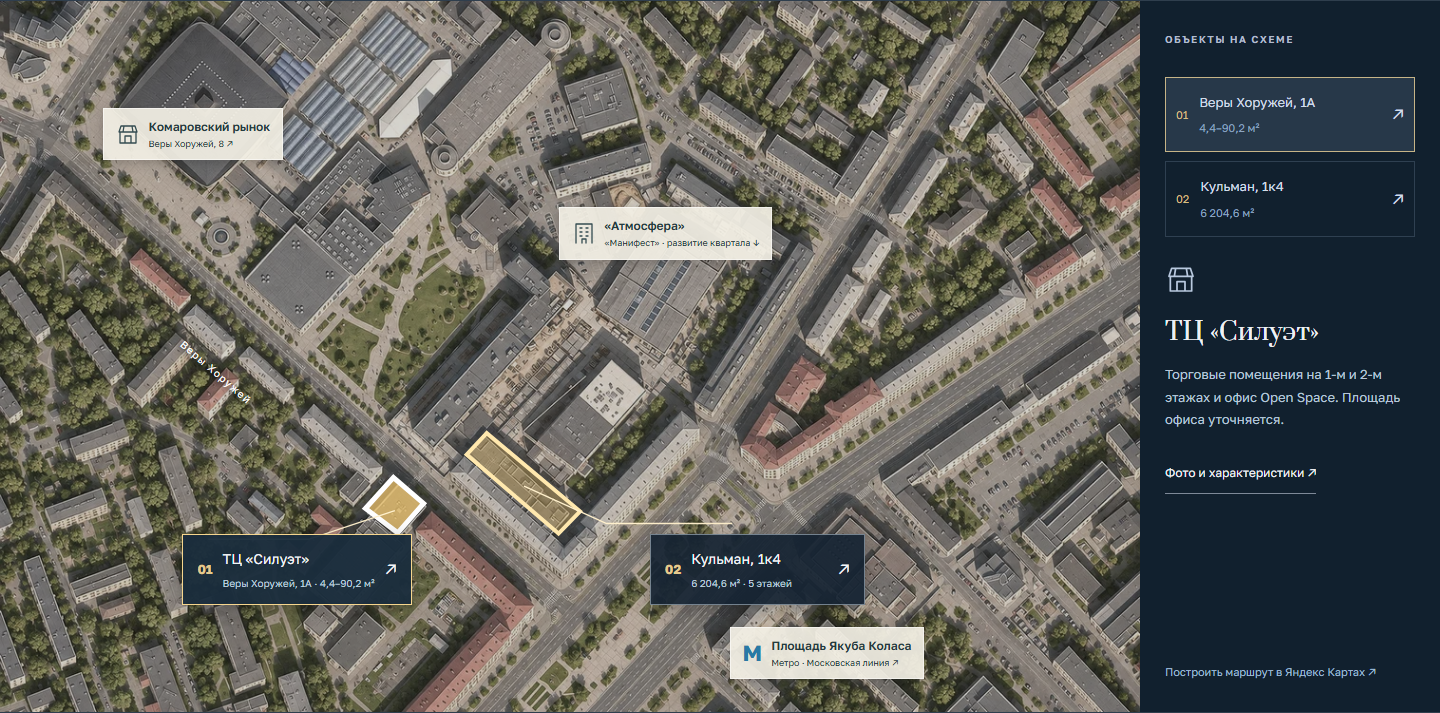 Комаровский рынок
Веры Хоружей, 8 ↗
«Атмосфера»
«Манифест» · развитие квартала ↓
Веры Хоружей
01
ТЦ «Силуэт»
Веры Хоружей, 1А · 4,4–90,2 м²
↗
02
Кульман, 1к4
6 204,6 м² · 5 этажей
↗
М
Площадь Якуба Коласа
Метро · Московская линия ↗
ОБЪЕКТЫ НА СХЕМЕ
01
Веры Хоружей, 1А
4,4–90,2 м²
↗
02
Кульман, 1к4
6 204,6 м²
↗
ТЦ «Силуэт»
Торговые помещения на 1-м и 2-м
этажах и офис Open Space. Площадь
офиса уточняется.
Фото и характеристики ↗
Построить маршрут в Яндекс Картах ↗